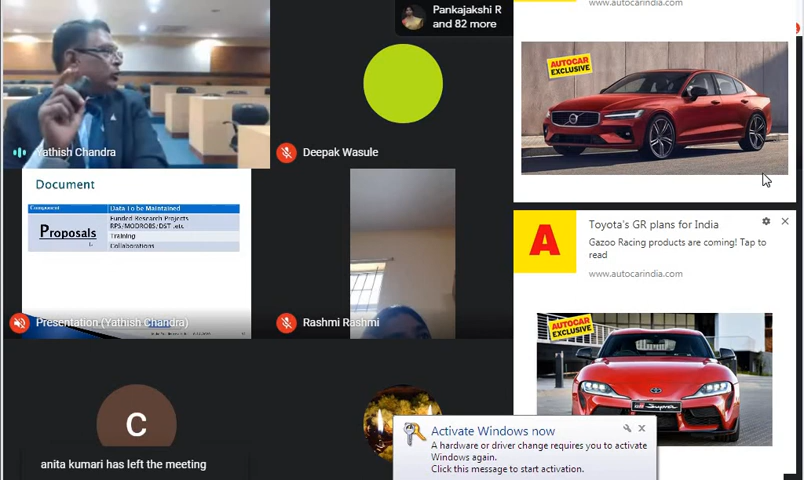 Pankajakshi R
and 82 more
www.autocarindia.com
AUTOCAR
EXCLUSIVE
Yathish Chandra
Deepak Wasule
Document
Component Data To be Maintained
Proposals
Funded Research Projects
RPS/MODROBS/DST .etc
Training
Collaborations
Presentation (Yathish Chandra)
Rashmi Rashmi
A
Toyota's GR plans for India
Gazoo Racing products are coming! Tap to
read
www.autocarindia.com
AUTOCAR
EXCLUSIVE
GR Supra
C
anita kumari has left the meeting
Activate Windows now
A hardware or driver change requires you to activate
Windows again.
Click this message to start activation.